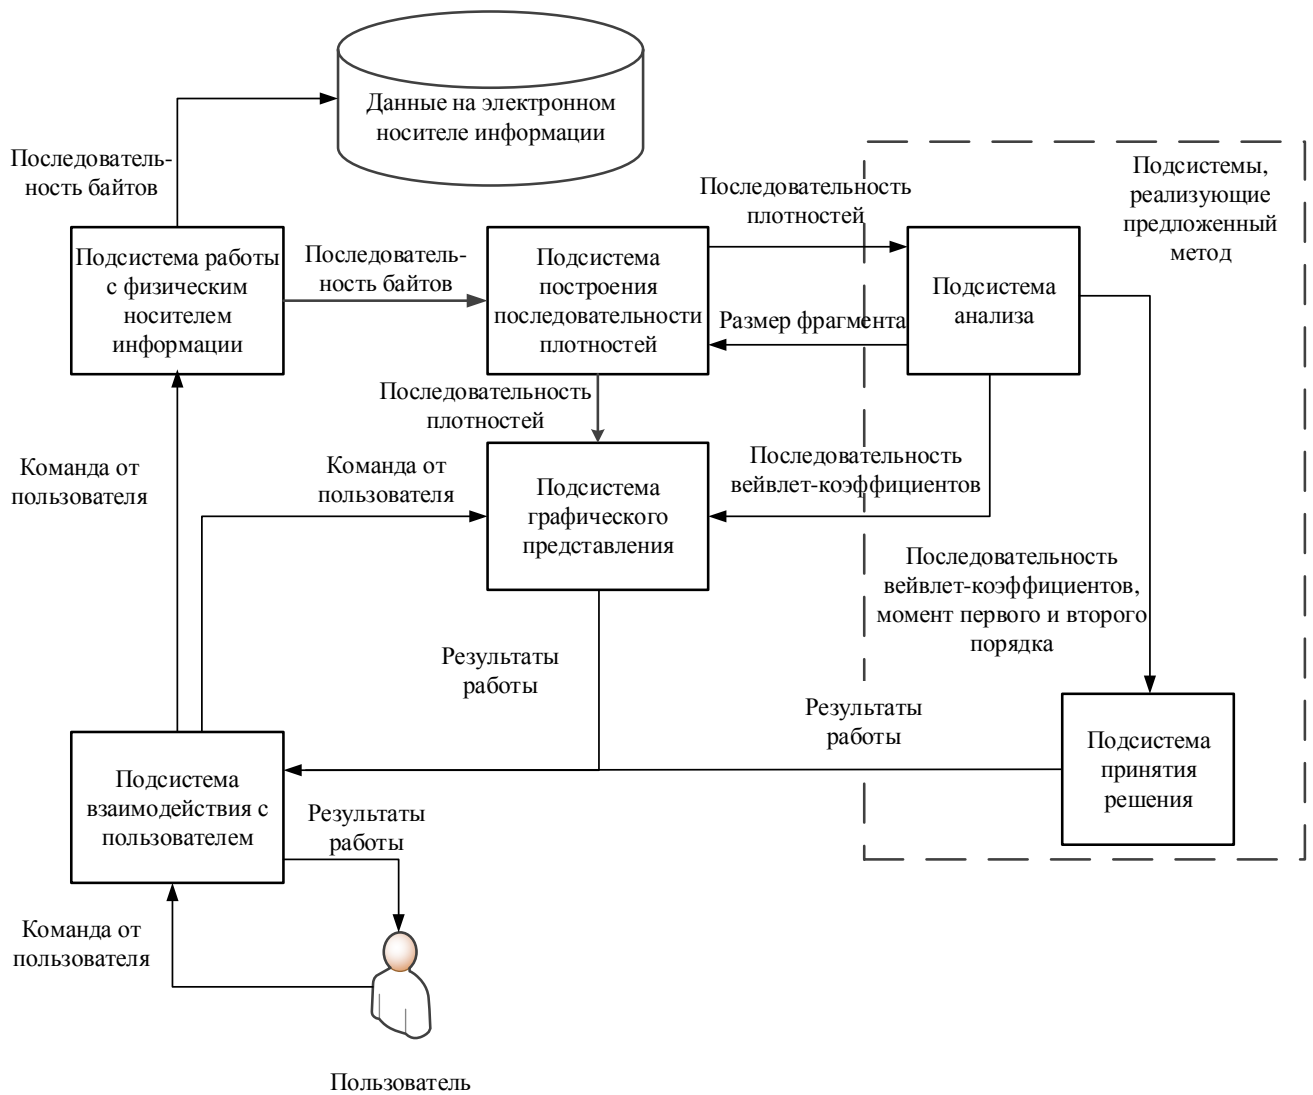 Данные на электронном
носителе информации
Последователь-
ность байтов
Подсистемы,
реализующие
предложенный
метод
Последовательность
плотностей
Подсистема работы
с физическим
носителем
информации
Последователь-
ность байтов
Подсистема
построения
последовательности
плотностей
Подсистема
анализа
Размер фрагмента
Последовательность
плотностей
Команда от
пользователя
Команда от
пользователя
Подсистема
графического
представления
Последовательность
вейвлет-коэффициентов
Последовательность
вейвлет-коэффициентов,
момент первого и второго
порядка
Результаты
работы
Результаты
работы
Подсистема
принятия
решения
Подсистема
взаимодействия с
пользователем
Результаты
работы
Команда от
пользователя
Пользователь